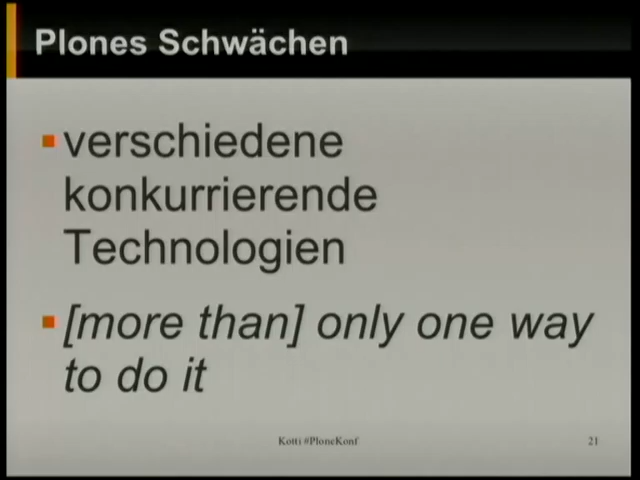 Plones Schwächen
verschiedene
konkurrierende
Technologien
[more than] only one way
to do it
Kotti #PloneKonf
21